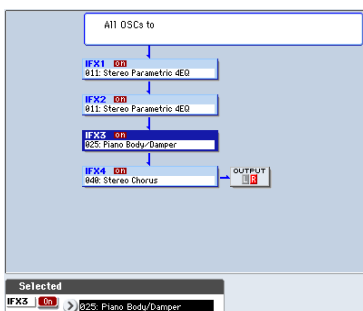 All OSCs to
IFX1 On
011: Stereo Parametric 4EQ
IFX2 On
011: Stereo Parametric 4EQ
IFX3 On
025: Piano Body/Damper
IFX4 On
040: Stereo Chorus
OUTPUT
L R
Selected
IFX3 On 025: Piano Body/Damper